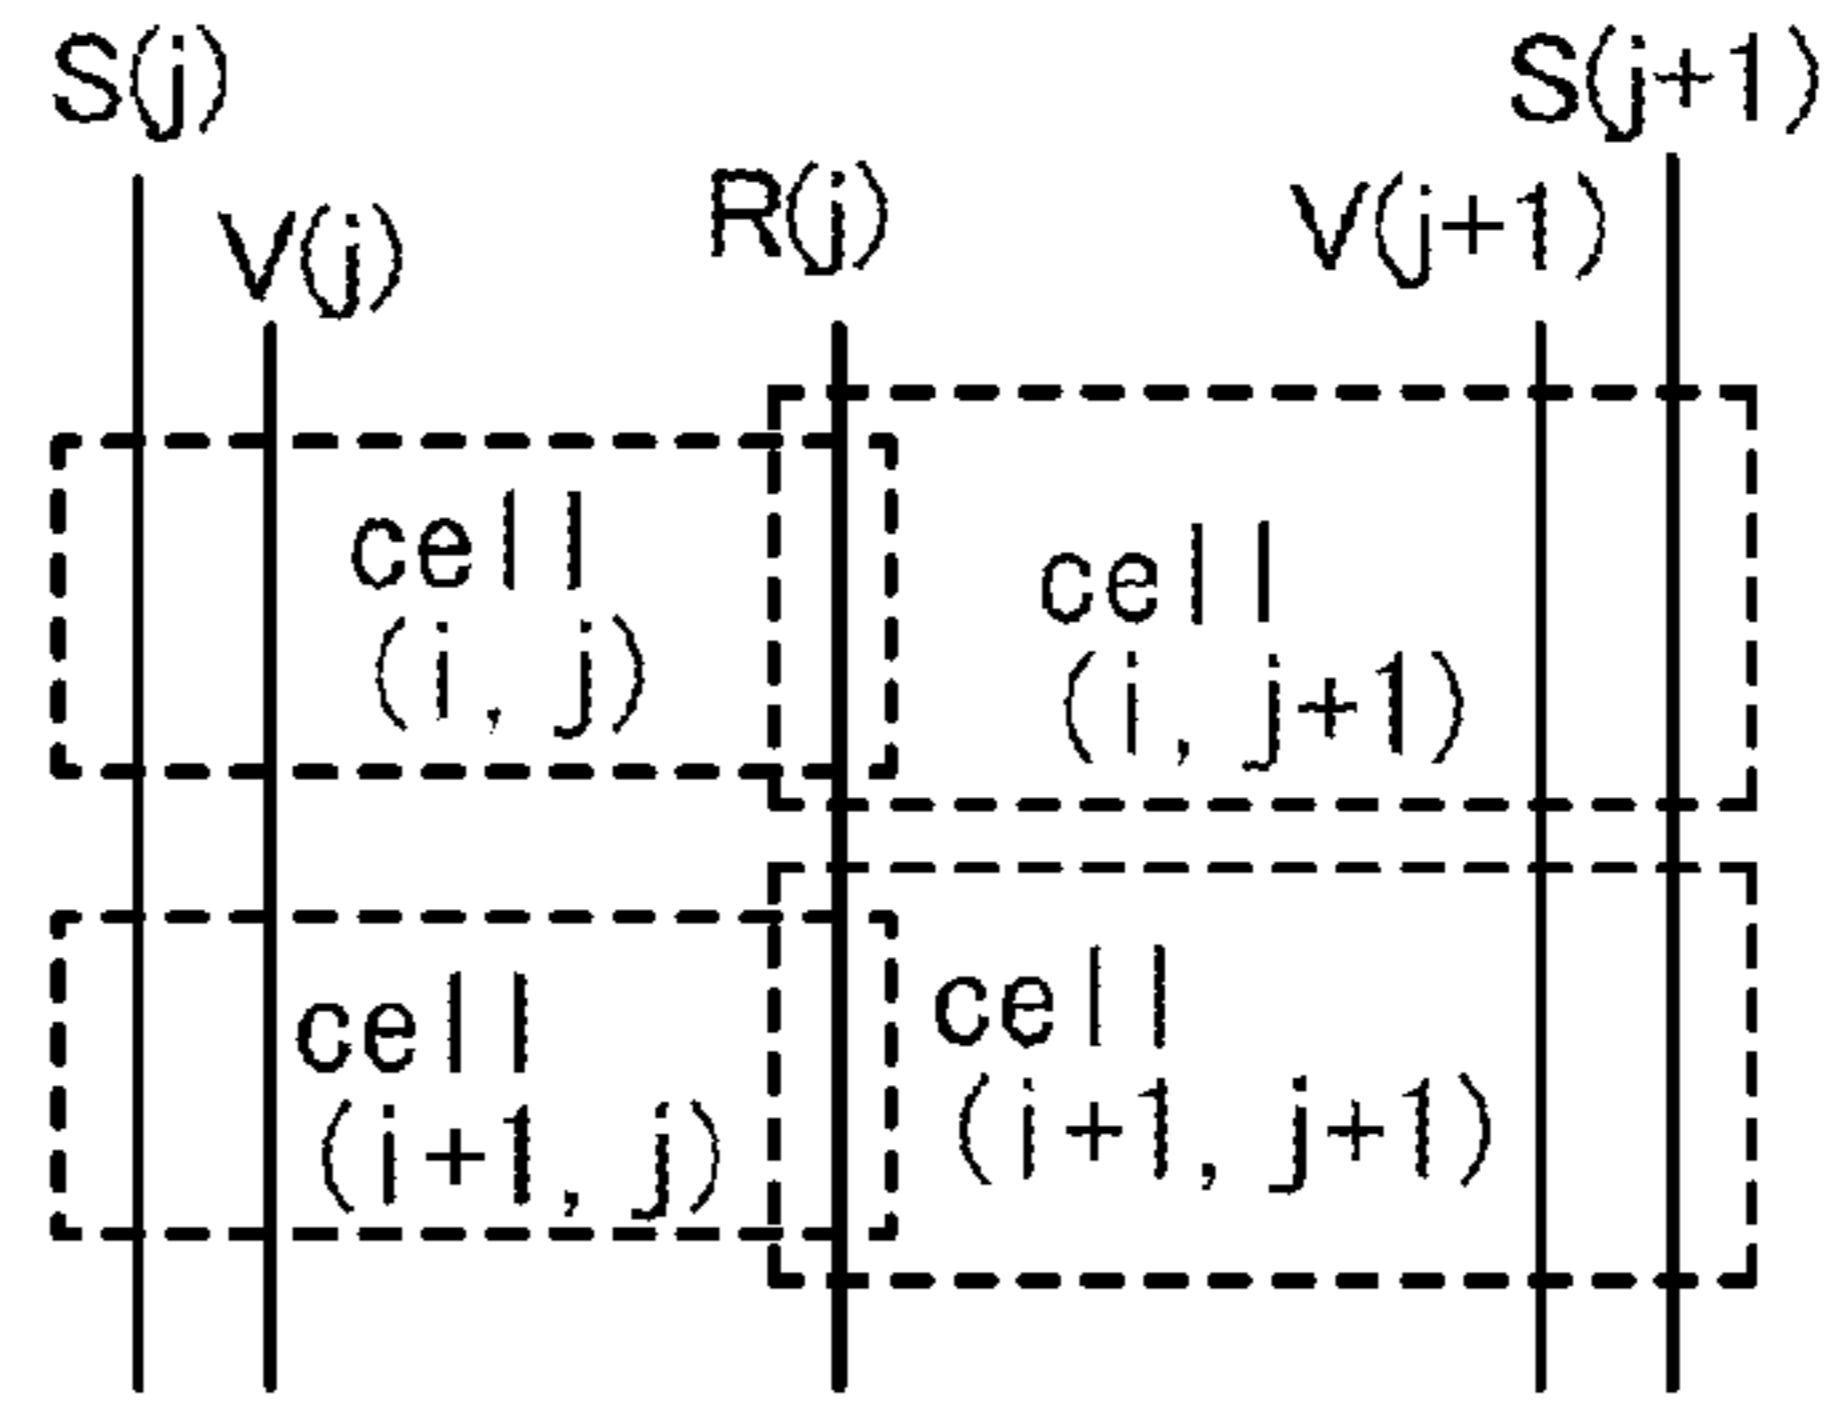 S(j)
S(j+1)
V(j)
R(j)
V(j+1)
cell
(i, j)
cell
(i, j+1)
cell
(i+1, j)
cell
(i+1, j+1)